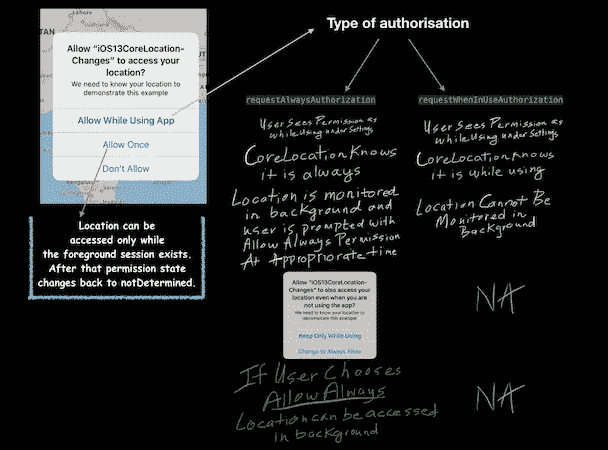 Lahore
TAN
Type of authorisation
Allow “iOS13CoreLocation-
Changes” to access your
location?
We need to know your location to
demonstrate this example
Allow While Using App
Allow Once
Don't Allow
Bengaluru
Location can be
accessed only while
the foreground session exists.
After that permission state
changes back to notDetermined.
requestAlwaysAuthorization
User Sees Permission as
While Using under Settings
CoreLocation Knows
it is always
Location is monitored
in background and
user is prompted with
Allow Always Permission
At Appropriorate time
Allow “iOS13CoreLocation-
Changes” to also access your
location even when you are
not using the app?
We need to know your location to
demonstrate this example
Keep Only While Using
Change to Always Allow
If User Chooses
Allow Always
Location can be accessed
in background
requestWhenInUseAuthorization
User Sees Permission as
While Using under Settings
CoreLocation knows
it is while using
Location Cannot Be
Monitored in
Background
NA
NA